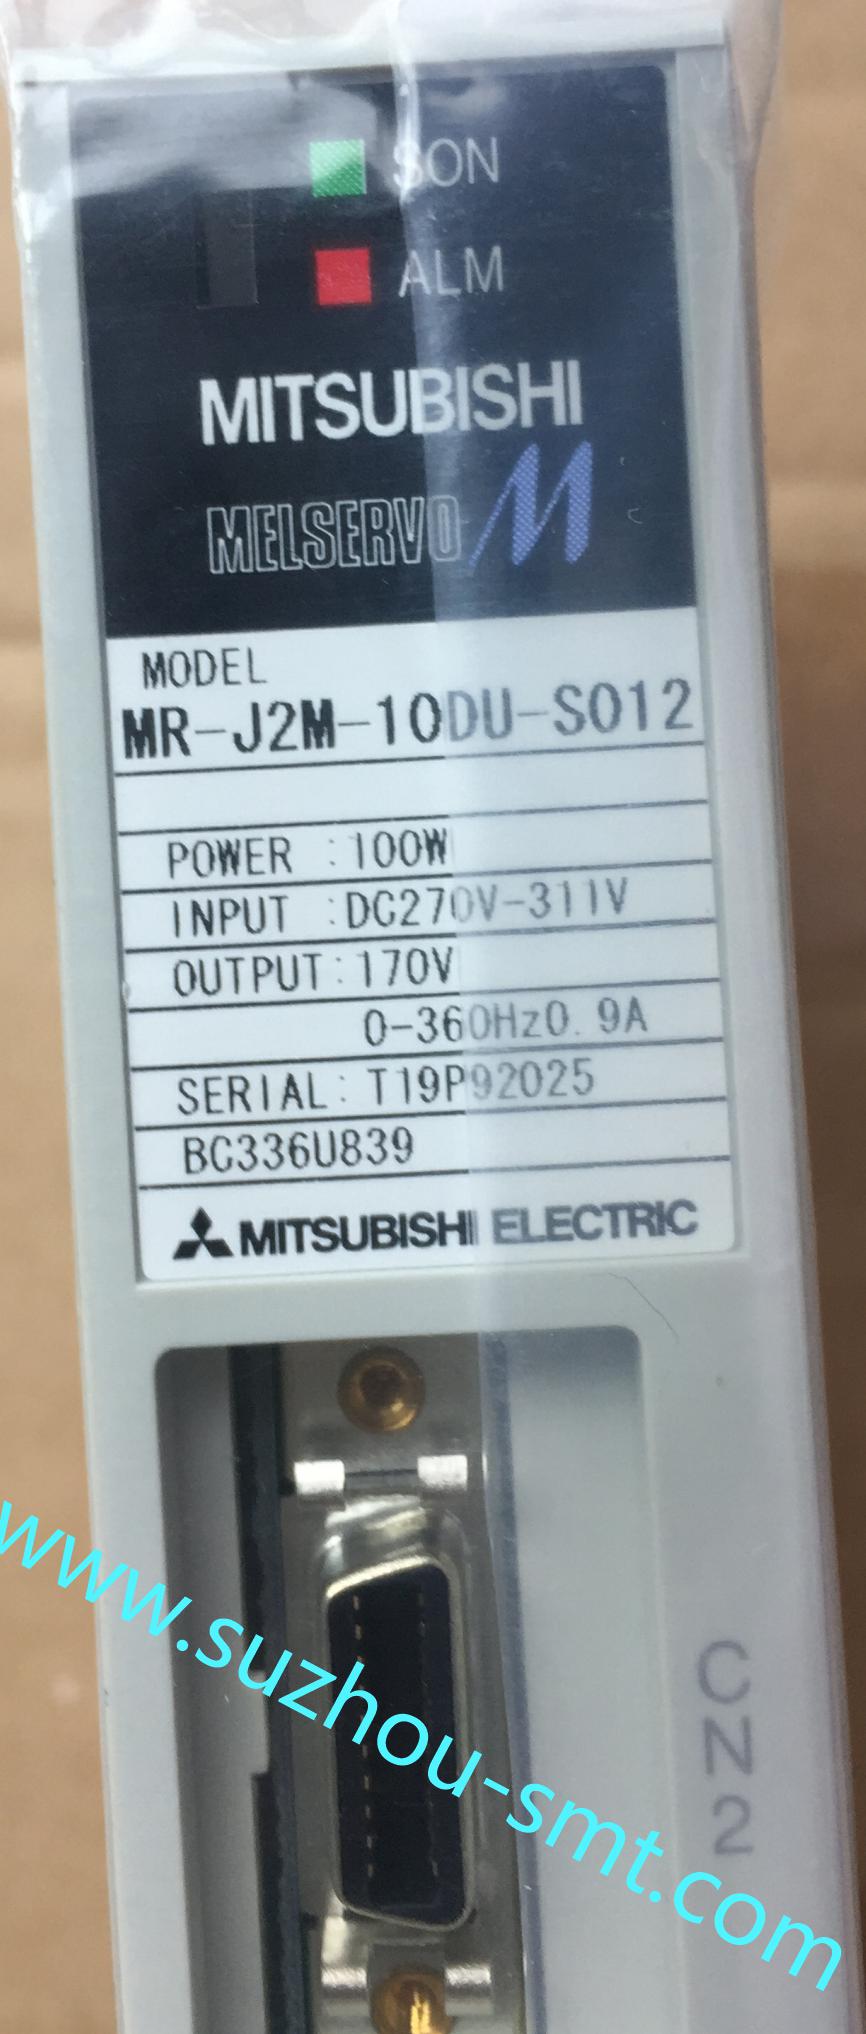 SON
ALM
MITSUBISHI
MELSERVO M
MODEL
MR-J2M-10DU-S012
POWER :100W
INPUT :DC270V-311V
OUTPUT:170V
0-360Hz0.9A
SERIAL: T19P92025
BC336U839
MITSUBISHI ELECTRIC
CN2
www.suzhou-smt.com